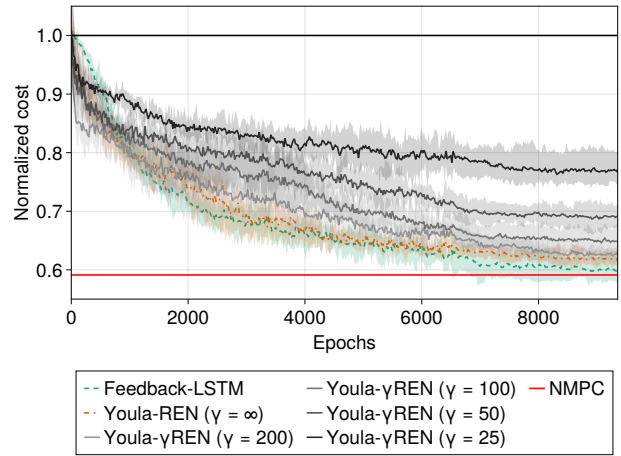 Normalized cost
1.0
0.9
0.8
0.7
0.6
0 2000 4000 6000 8000
Epochs
Feedback-LSTM Youla-γREN (γ = 100) NMPC
Youla-REN (γ = ∞) Youla-γREN (γ = 50)
Youla-γREN (γ = 200) Youla-γREN (γ = 25)